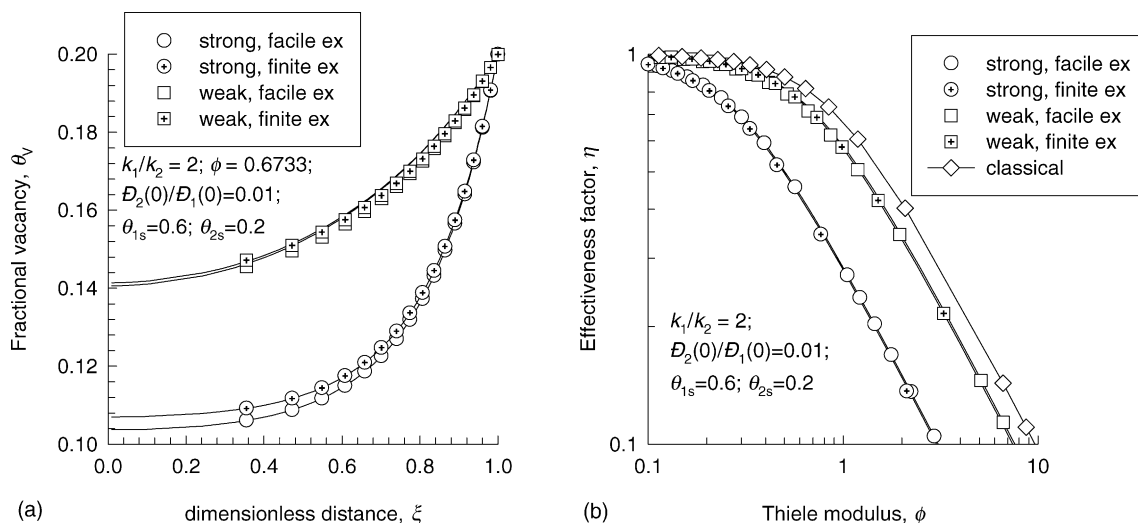 strong, facile ex
strong, finite ex
weak, facile ex
weak, finite ex
k₁/k₂ = 2; ϕ = 0.6733;
Đ₂(0)/Đ₁(0)=0.01;
θ₁ₛ=0.6; θ₂ₛ=0.2
Fractional vacancy, θ_V
0.20
0.18
0.16
0.14
0.12
0.10
0.0
0.2
0.4
0.6
0.8
1.0
(a)
dimensionless distance, ξ
strong, facile ex
strong, finite ex
weak, facile ex
weak, finite ex
classical
k₁/k₂ = 2;
Đ₂(0)/Đ₁(0)=0.01;
θ₁ₛ=0.6; θ₂ₛ=0.2
Effectiveness factor, η
1
0.1
0.1
1
10
(b)
Thiele modulus, ϕ